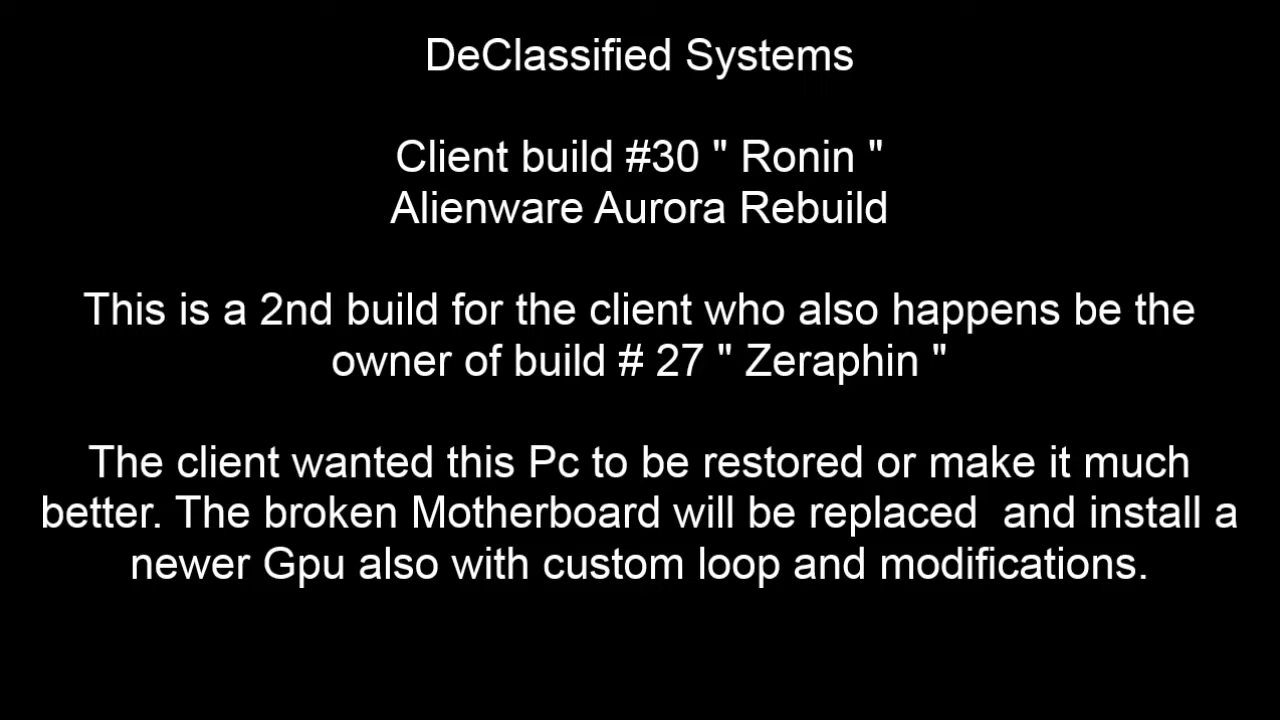 DeClassified Systems
Client build #30 " Ronin "
Alienware Aurora Rebuild
This is a 2nd build for the client who also happens be the
owner of build # 27 " Zeraphin "
The client wanted this Pc to be restored or make it much
better. The broken Motherboard will be replaced  and install a
newer Gpu also with custom loop and modifications.